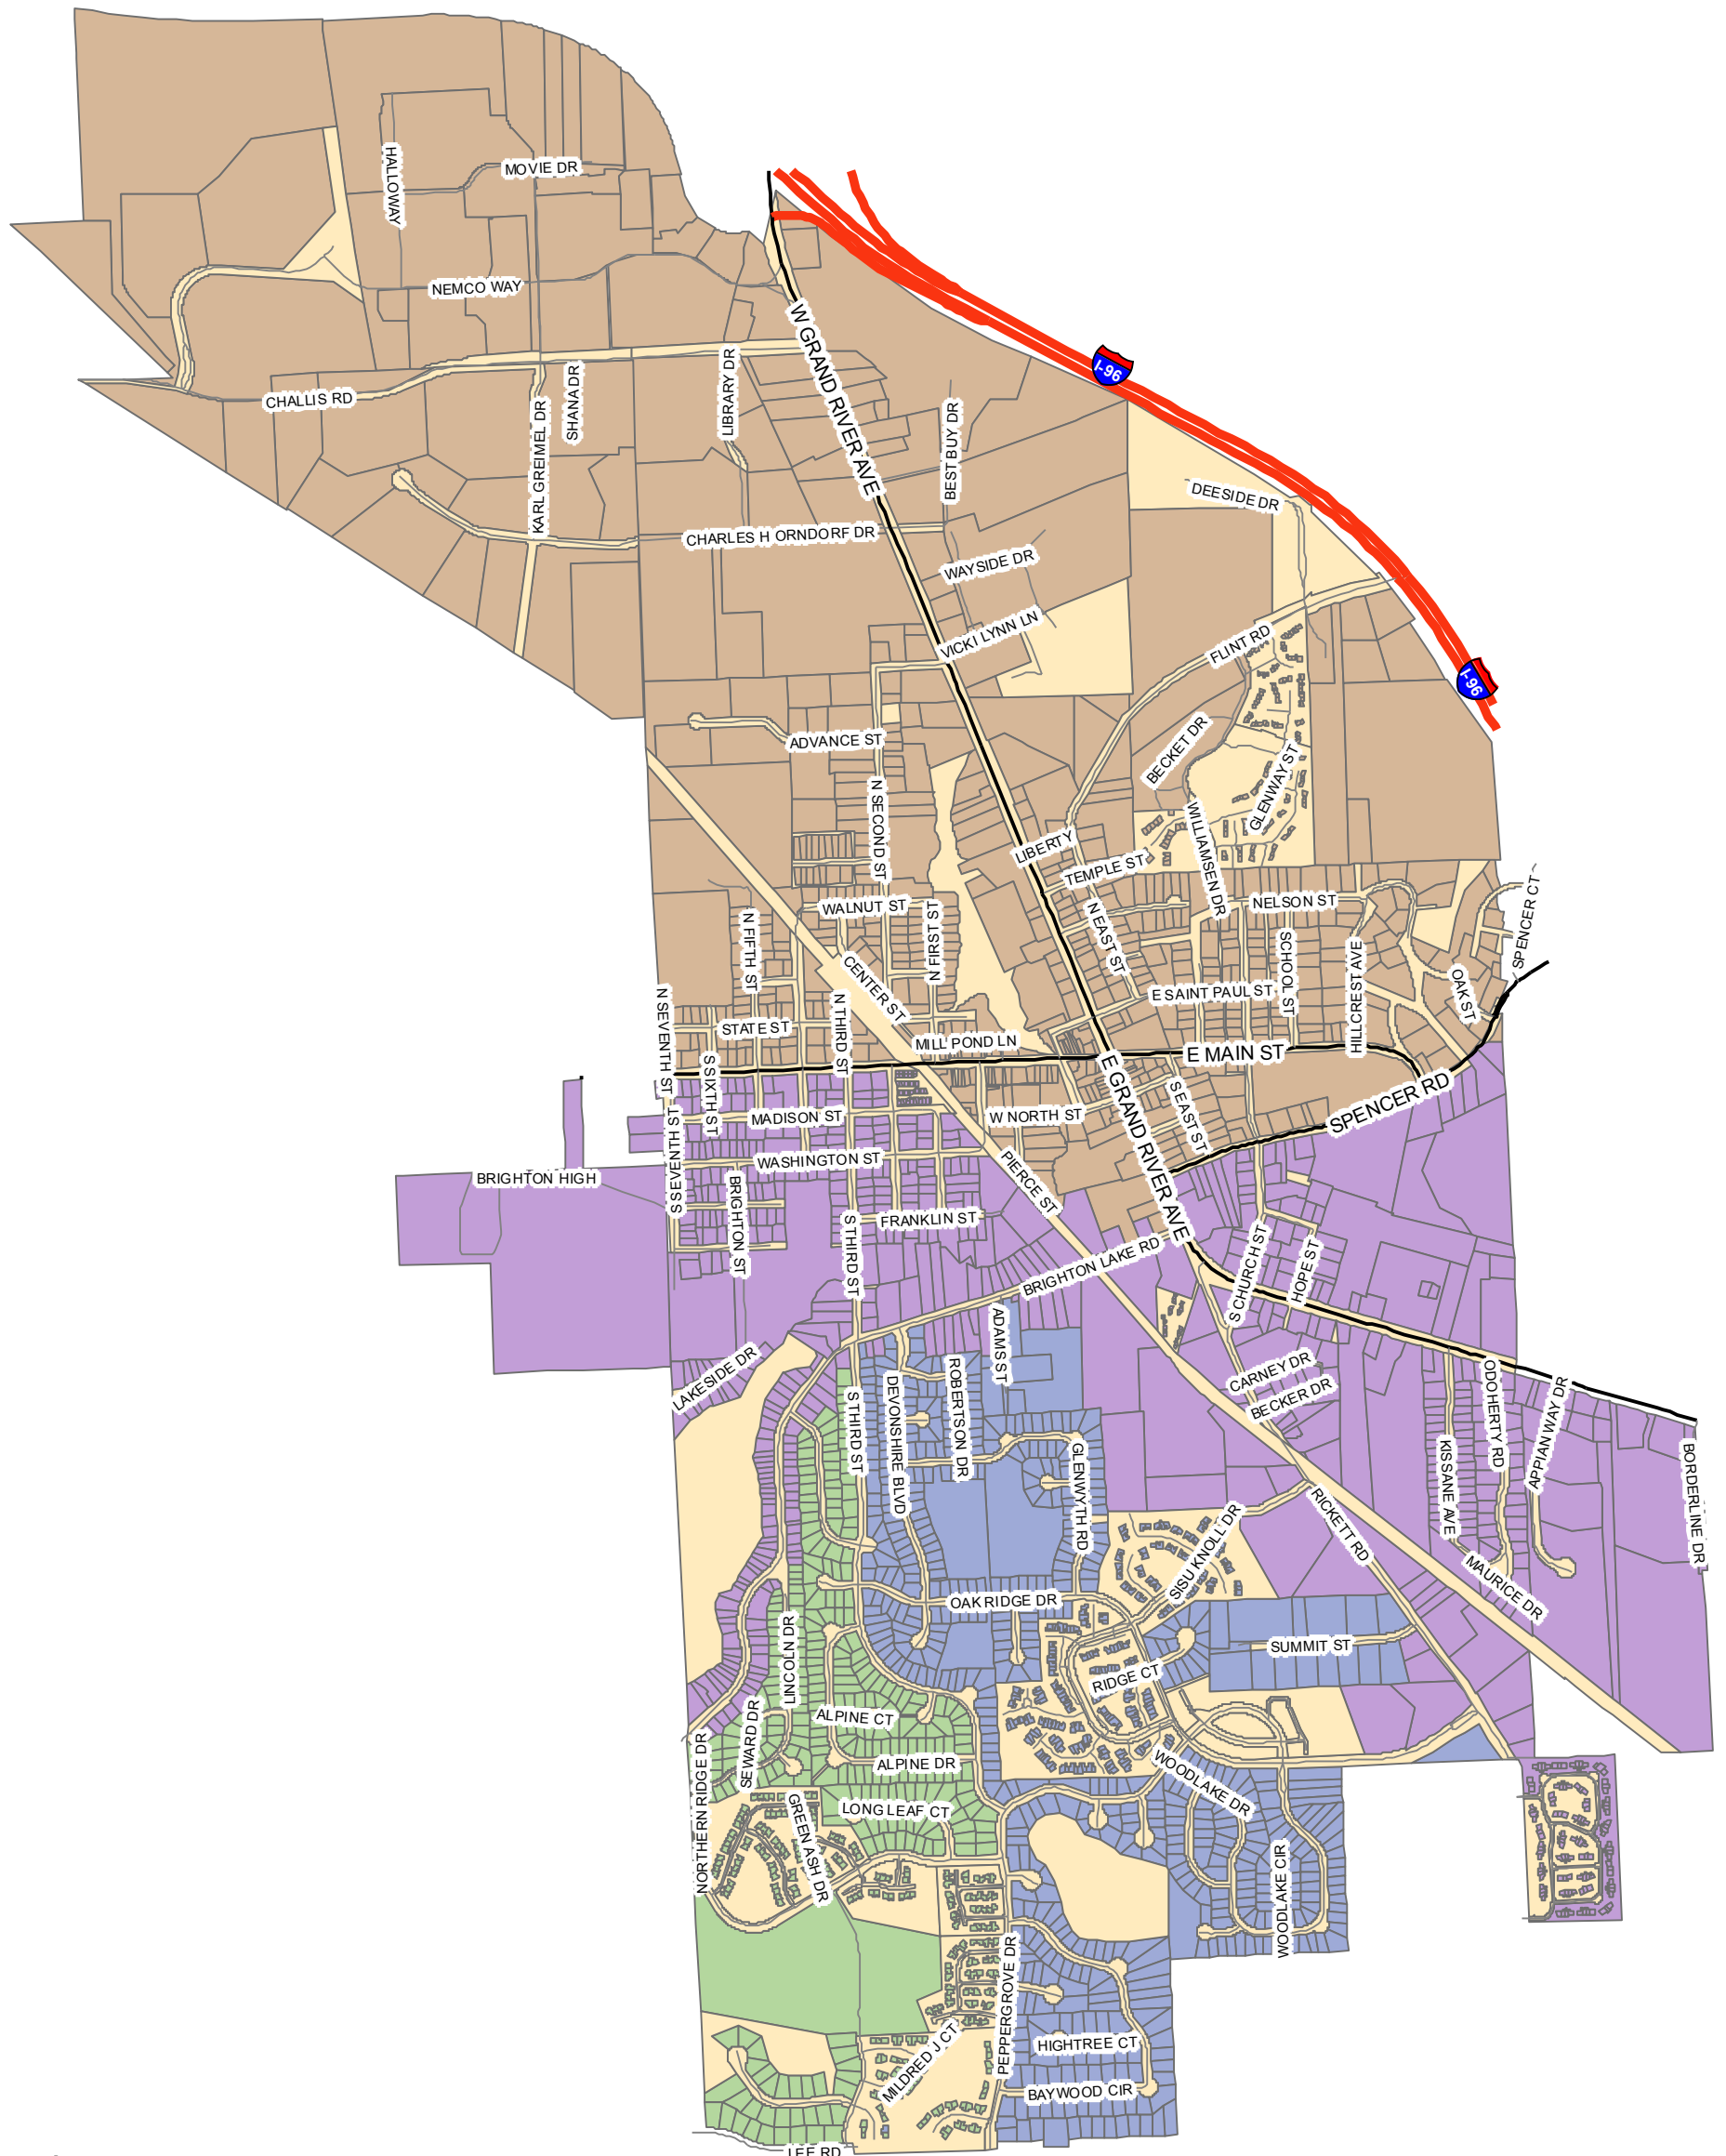 HALLOWAY
MOVIE DR
NEMCO WAY
W GRAND RIVER AVE
I-96
CHALLIS RD
SHANA DR
LIBRARY DR
KARL GREIMEL DR
BEST BUY DR
DEESIDE DR
CHARLES H ORNDORF DR
WAYSIDE DR
VICKI LYNN LN
FLINT RD
I-96
ADVANCE ST
BECKET DR
GLENWAY ST
N SECOND ST
LIBERTY
WILLIAMSEN DR
TEMPLE ST
WALNUT ST
NELSON ST
SPENCER CT
N FIFTH ST
N FIRST ST
N EAST ST
SCHOOL ST
HILLCREST AVE
CENTER ST
E SAINT PAUL ST
OAK ST
N SEVENTH ST
STATE ST
N THIRD ST
MILL POND LN
E MAIN ST
S SIXTH ST
E GRAND RIVER AVE
SPENCER RD
MADISON ST
W NORTH ST
S EAST ST
S SEVENTH ST
WASHINGTON ST
PIERCE ST
BRIGHTON HIGH
BRIGHTON ST
FRANKLIN ST
S THIRD ST
BRIGHTON LAKE RD
S CHURCH ST
HOPE ST
ADAMS ST
LAKESIDE DR
CARNEY DR
BECKER DR
S THIRD ST
DEVONSHIRE BLVD
ROBERTSON DR
ODOHERTY RD
APPIAN WAY DR
KISSANE AVE
GLENWYTH RD
BORDERLINE DR
RICKETT RD
SISU KNOLL DR
MAURICE DR
OAK RIDGE DR
LINCOLN DR
SUMMIT ST
RIDGE CT
ALPINE CT
SEWARD DR
NORTHERN RIDGE DR
ALPINE DR
WOODLAKE DR
GREEN ASH DR
LONG LEAF CT
WOODLAKE CIR
PEPPERGROVE DR
MILDRED J CT
HIGHTREE CT
BAYWOOD CIR
LEE RD